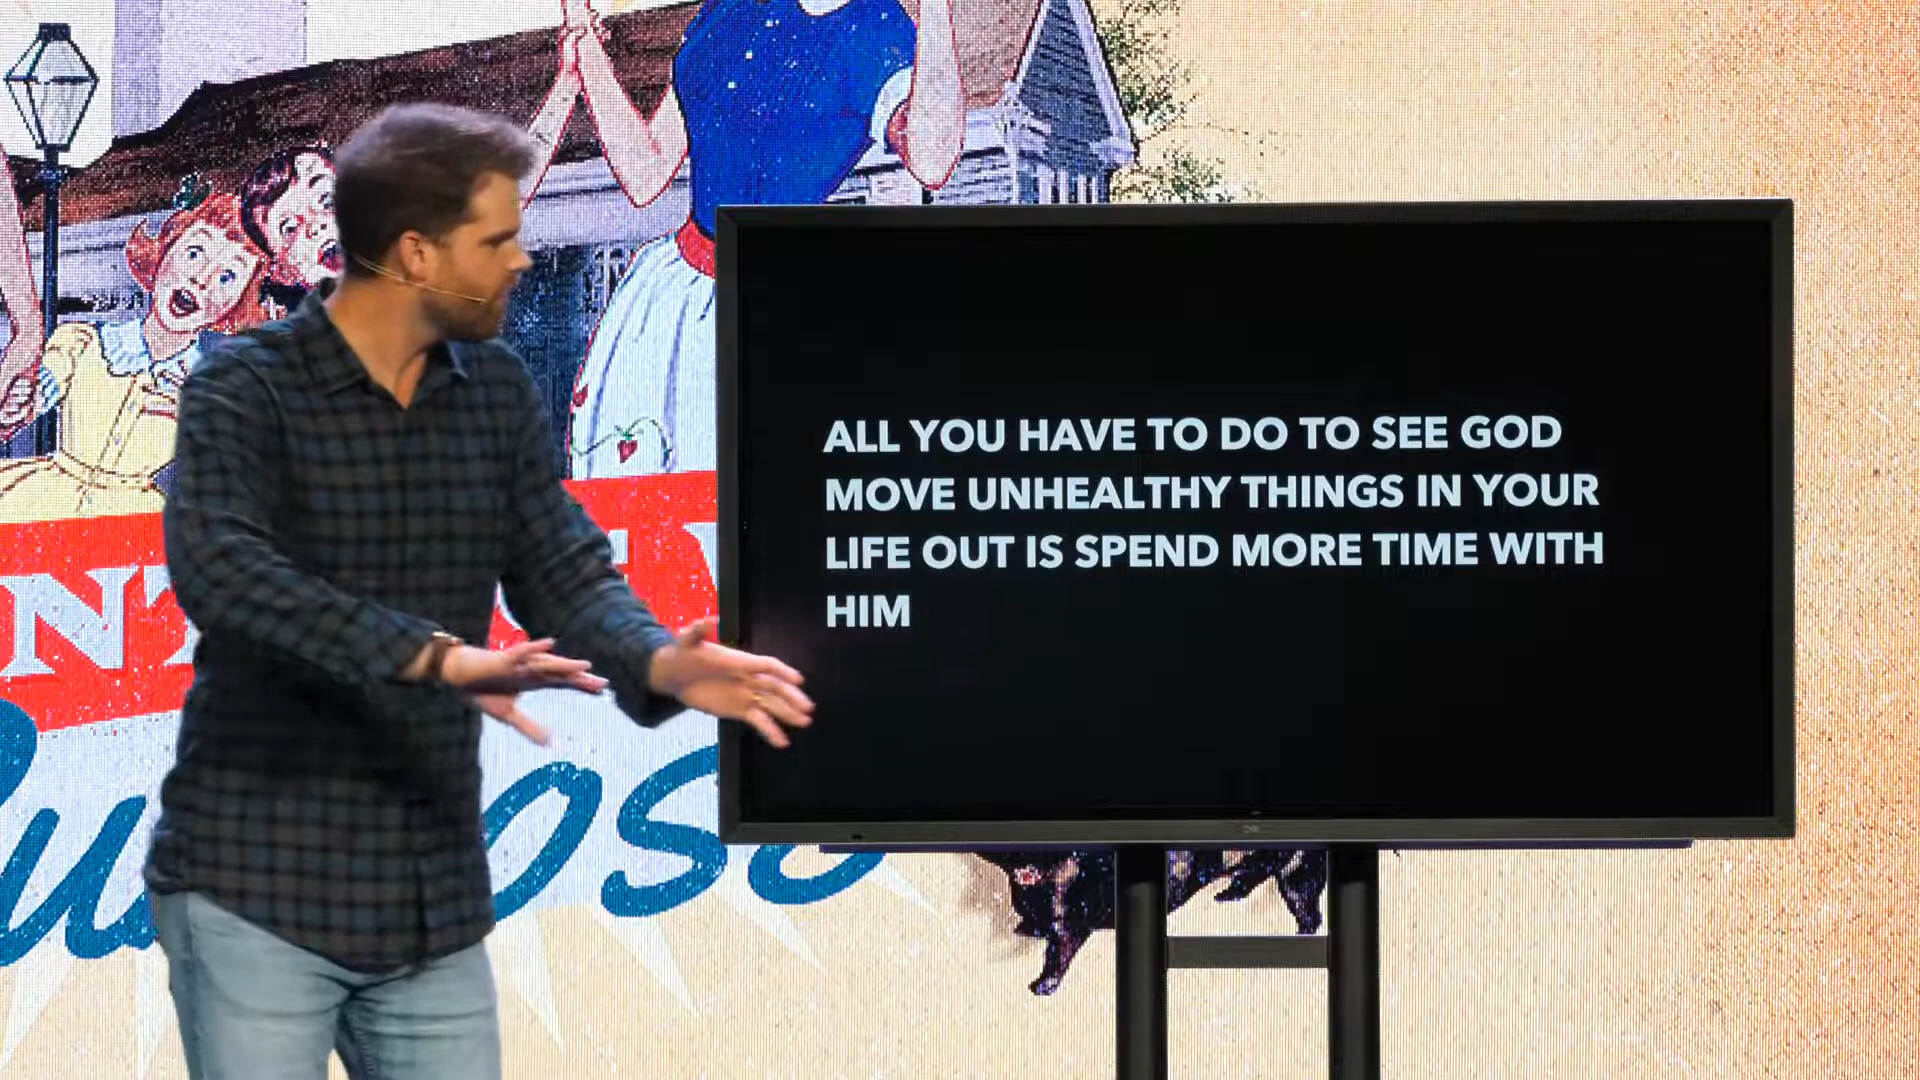 ALL YOU HAVE TO DO TO SEE GOD
MOVE UNHEALTHY THINGS IN YOUR
LIFE OUT IS SPEND MORE TIME WITH
HIM